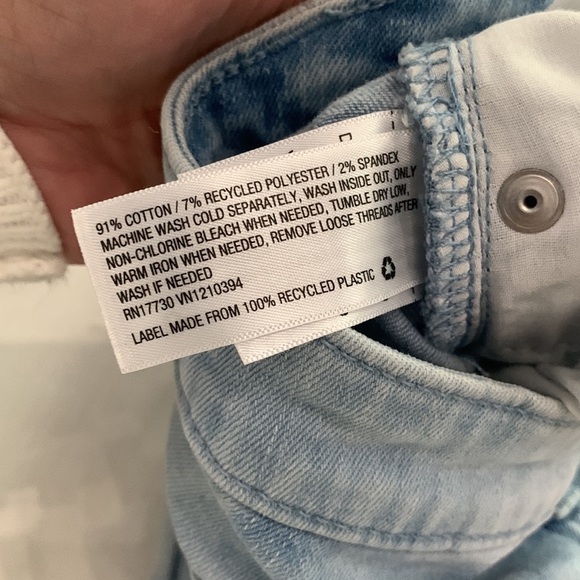 91% COTTON / 7% RECYCLED POLYESTER / 2% SPANDEX
MACHINE WASH COLD SEPARATELY, WASH INSIDE OUT, ONLY
NON-CHLORINE BLEACH WHEN NEEDED, TUMBLE DRY LOW,
WARM IRON WHEN NEEDED, REMOVE LOOSE THREADS AFTER
WASH IF NEEDED
RN17730 VN1210394
LABEL MADE FROM 100% RECYCLED PLASTIC